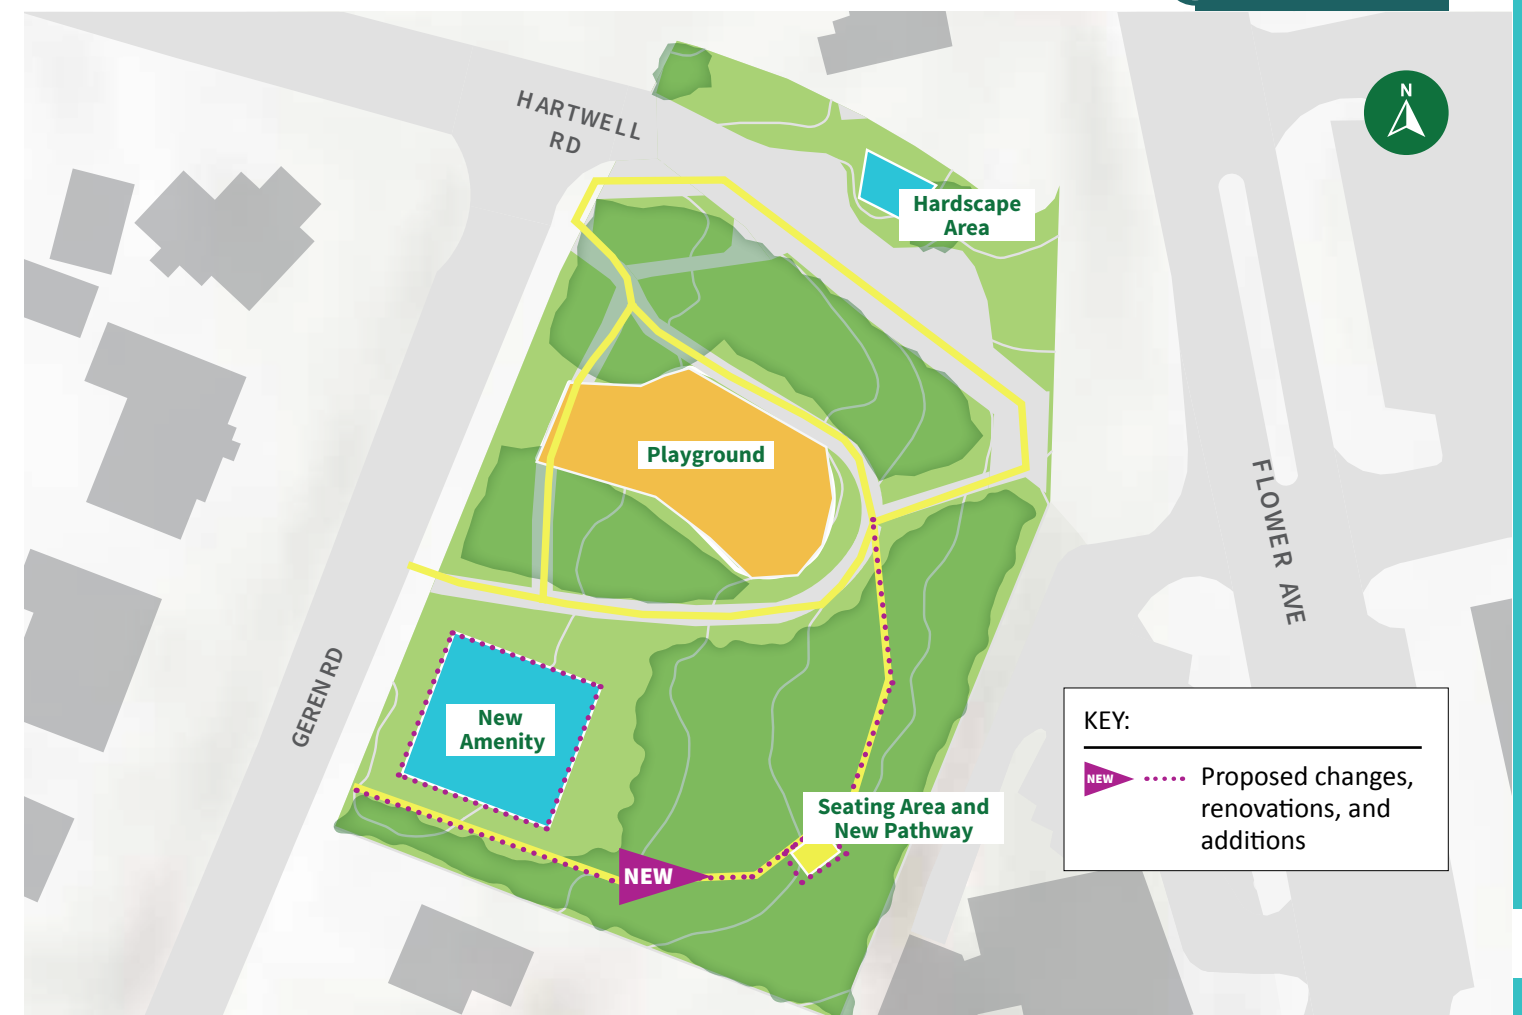 HARTWELL
RD
N
Hardscape
Area
Playground
FLOWER AVE
GEREN RD
New
Amenity
KEY:
NEW
Proposed changes,
renovations, and
additions
Seating Area and
New Pathway
NEW